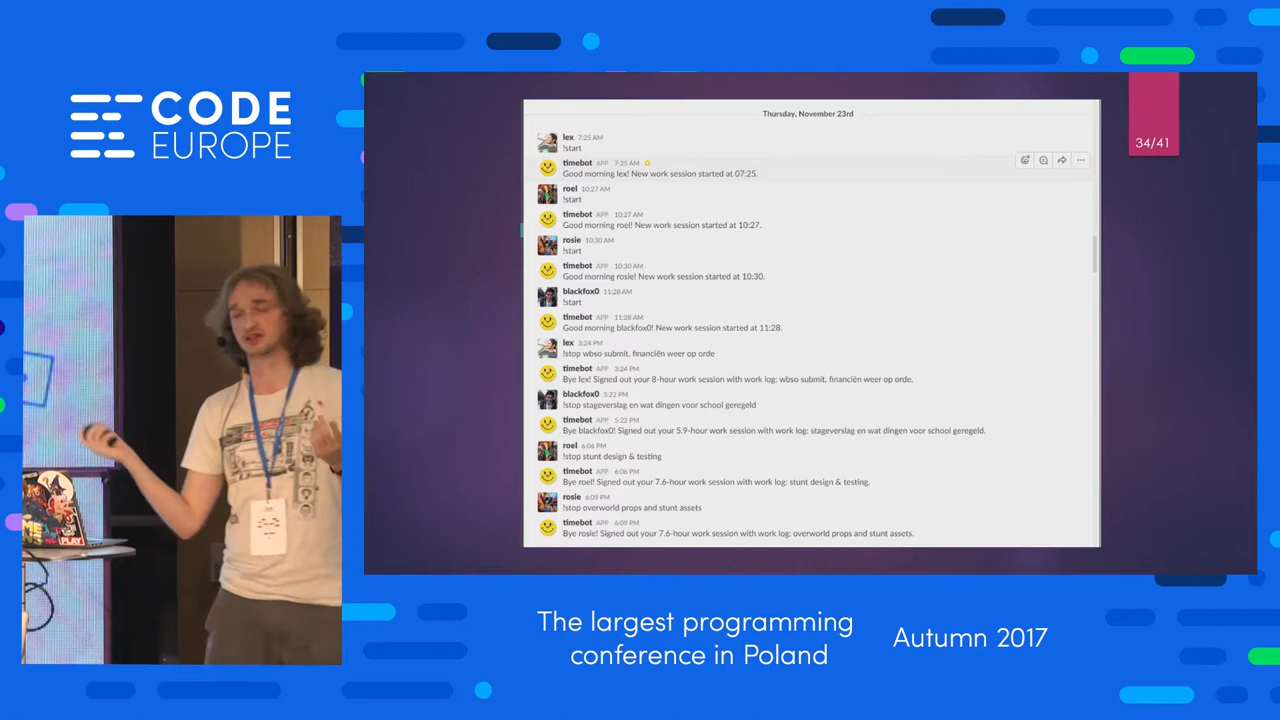 CODE
EUROPE
34/41
Thursday, November 23rd
lex 7:25 AM
!start
timebot APP 7:25 AM
Good morning lex! New work session started at 07:25.
roel 10:27 AM
!start
timebot APP 10:27 AM
Good morning roel! New work session started at 10:27.
rosie 10:30 AM
!start
timebot APP 10:30 AM
Good morning rosie! New work session started at 10:30.
blackfox0 11:28 AM
!start
timebot APP 11:28 AM
Good morning blackfox0! New work session started at 11:28.
lex 3:24 PM
!stop wbso submit, financiën weer op orde
timebot APP 3:24 PM
Bye lex! Signed out your 8-hour work session with work log: wbso submit, financiën weer op orde.
blackfox0 5:22 PM
!stop stageverslag en wat dingen voor school geregeld
timebot APP 5:22 PM
Bye blackfox0! Signed out your 5.9-hour work session with work log: stageverslag en wat dingen voor school geregeld.
roel 6:06 PM
!stop stunt design & testing
timebot APP 6:06 PM
Bye roel! Signed out your 7.6-hour work session with work log: stunt design & testing.
rosie 6:09 PM
!stop overworld props and stunt assets
timebot APP 6:09 PM
Bye rosie! Signed out your 7.6-hour work session with work log: overworld props and stunt assets.
PLAY
The largest programming
conference in Poland
Autumn 2017